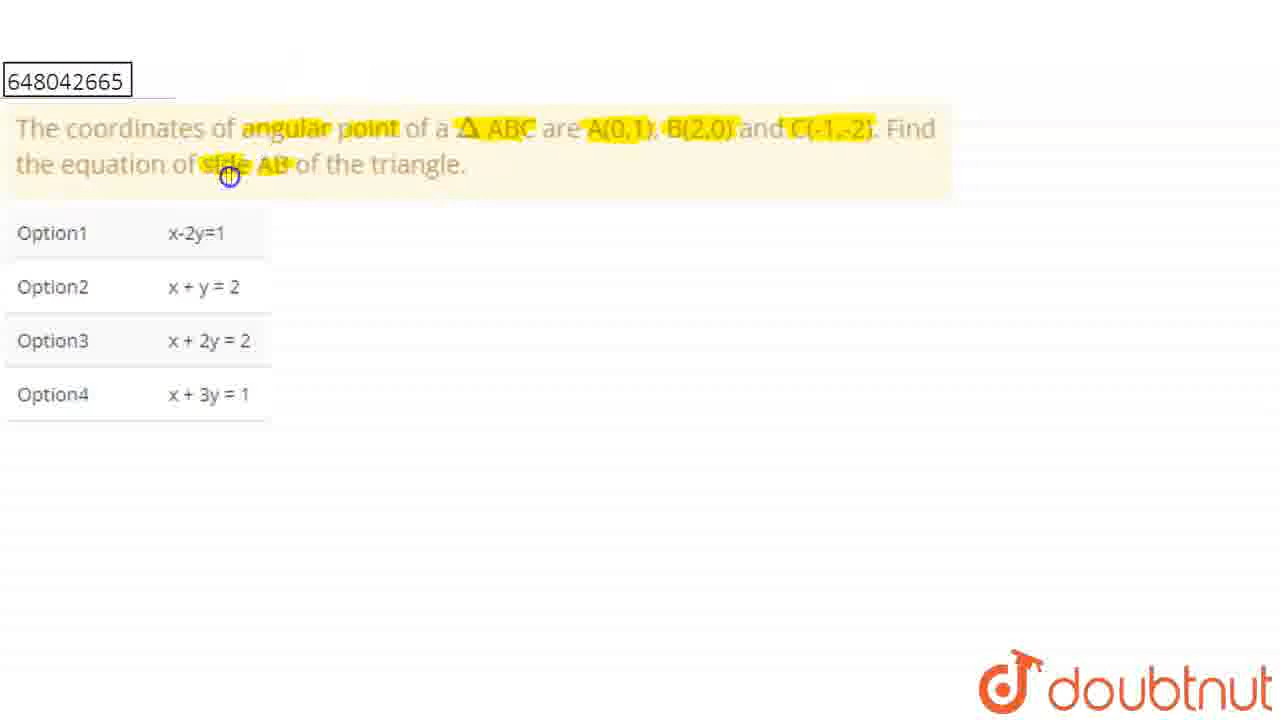 648042665
The coordinates of angular point of a Δ ABC are A(0,1), B(2,0) and C(-1,-2). Find
the equation of side AB of the triangle.
Option1 x-2y=1
Option2 x + y = 2
Option3 x + 2y = 2
Option4 x + 3y = 1
doubtnut